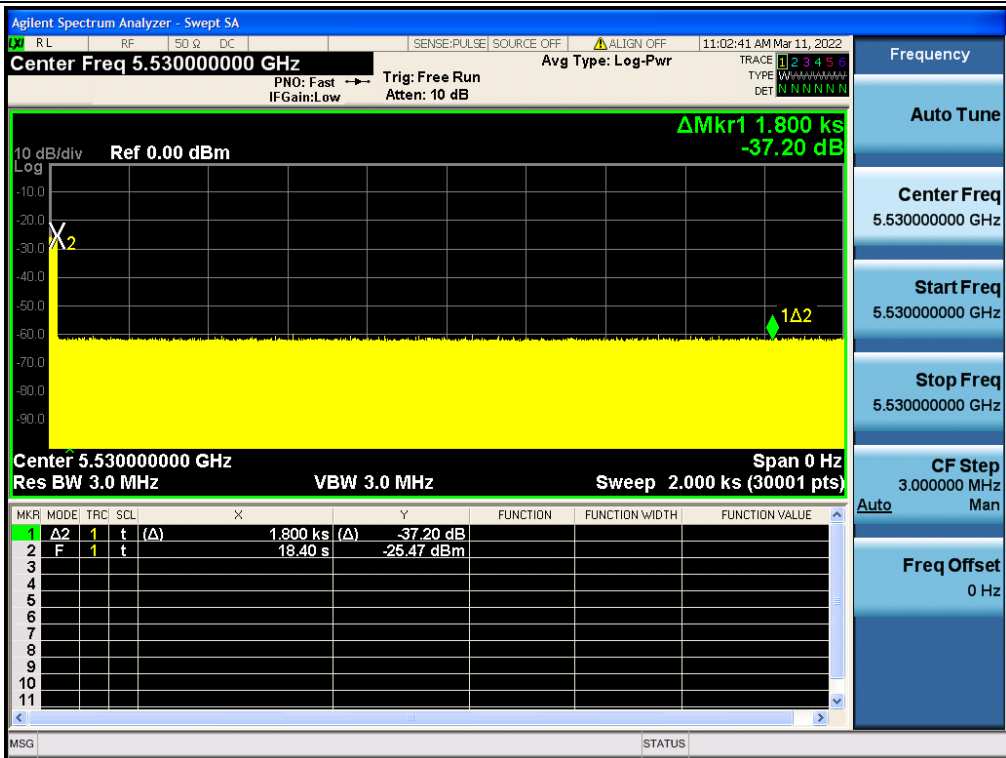 Agilent Spectrum Analyzer - Swept SA
LXI RL RF 50 Ω DC SENSE:PULSE SOURCE OFF ALIGN OFF 11:02:41 AM Mar 11, 2022
Center Freq 5.530000000 GHz Avg Type: Log-Pwr TRACE 1 2 3 4 5 6
PNO: Fast Trig: Free Run TYPE WWWWWW
IFGain:Low Atten: 10 dB DET N N N N N N
ΔMkr1 1.800 ks
10 dB/div Ref 0.00 dBm -37.20 dB
Log
-10.0
-20.0
2
-30.0
-40.0
-50.0
1Δ2
-60.0
-70.0
-80.0
-90.0
Center 5.530000000 GHz Span 0 Hz
Res BW 3.0 MHz VBW 3.0 MHz Sweep 2.000 ks (30001 pts)
MKR MODE TRC SCL X Y FUNCTION FUNCTION WIDTH FUNCTION VALUE
1 Δ2 1 t (Δ) 1.800 ks (Δ) -37.20 dB
2 F 1 t 18.40 s -25.47 dBm
3
4
5
6
7
8
9
10
11
MSG STATUS
Frequency
Auto Tune
Center Freq
5.530000000 GHz
Start Freq
5.530000000 GHz
Stop Freq
5.530000000 GHz
CF Step
3.000000 MHz
Auto Man
Freq Offset
0 Hz